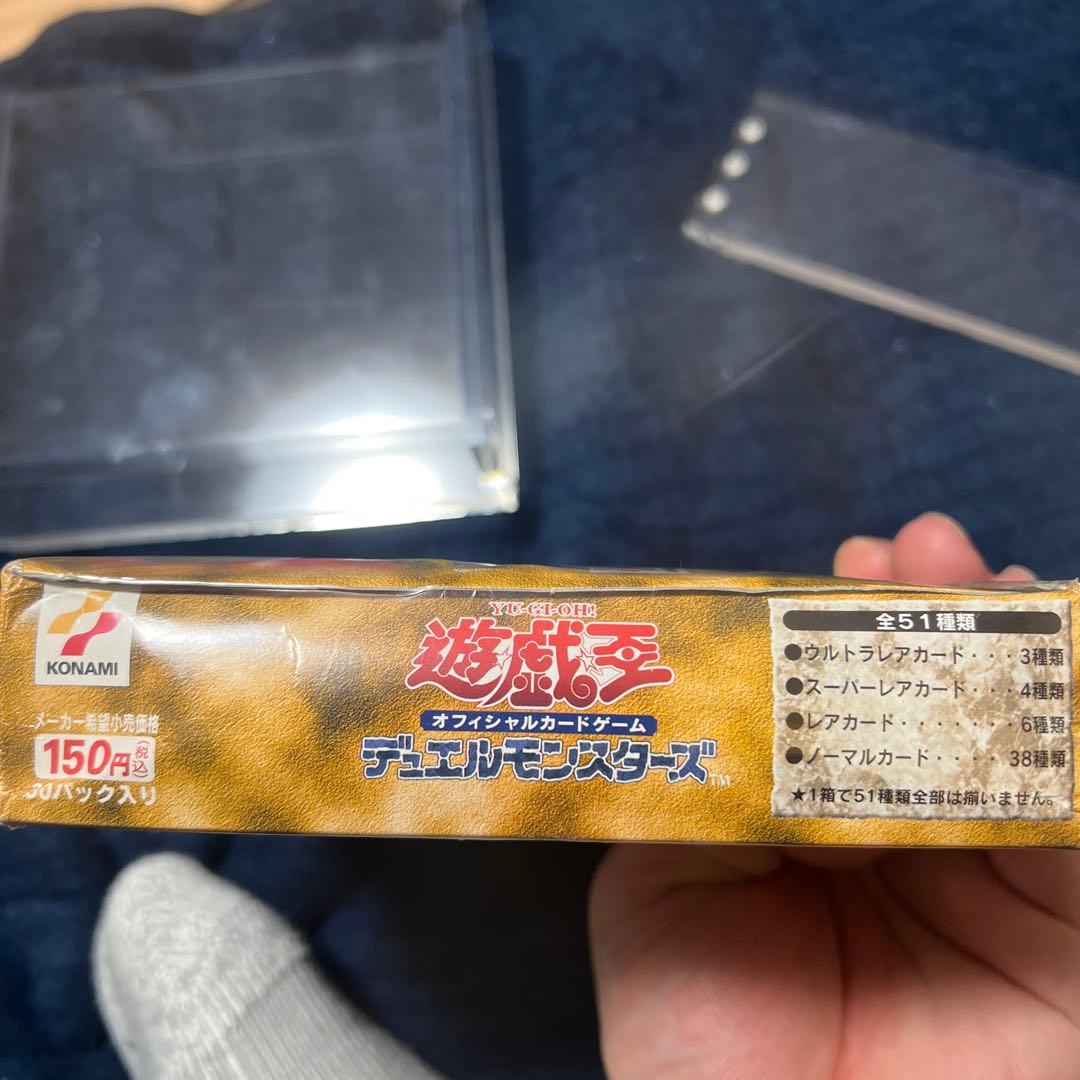 KONAMI
メーカー希望小売価格
150円(税込)
30パック入り
YU-GI-OH!
遊戯王
オフィシャルカードゲーム
デュエルモンスターズ™
全51種類
●ウルトラレアカード・・・3種類
●スーパーレアカード・・・4種類
●レアカード・・・・・・・6種類
●ノーマルカード・・・・38種類
★1箱で51種類全部は揃いません。